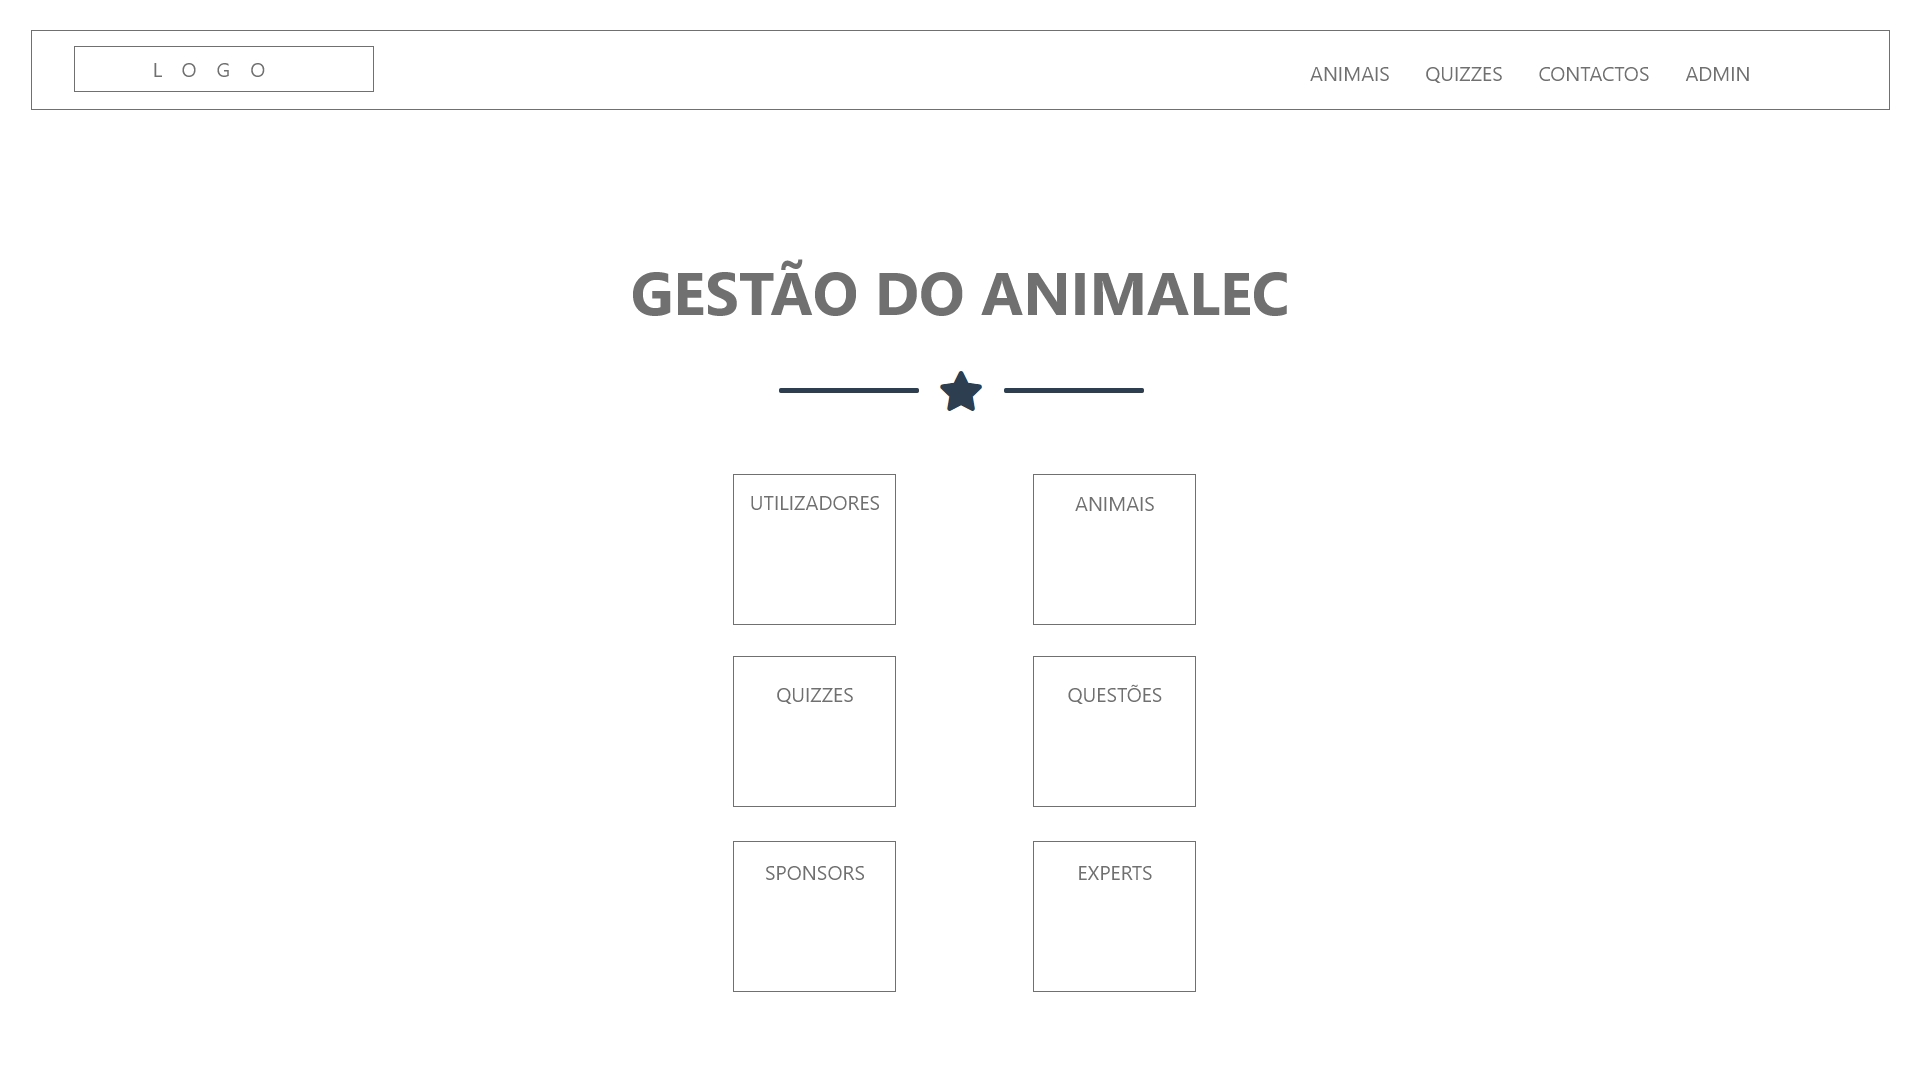 L O G O
ANIMAIS QUIZZES CONTACTOS ADMIN
GESTÃO DO ANIMALEC
UTILIZADORES ANIMAIS
QUIZZES QUESTÕES
SPONSORS EXPERTS